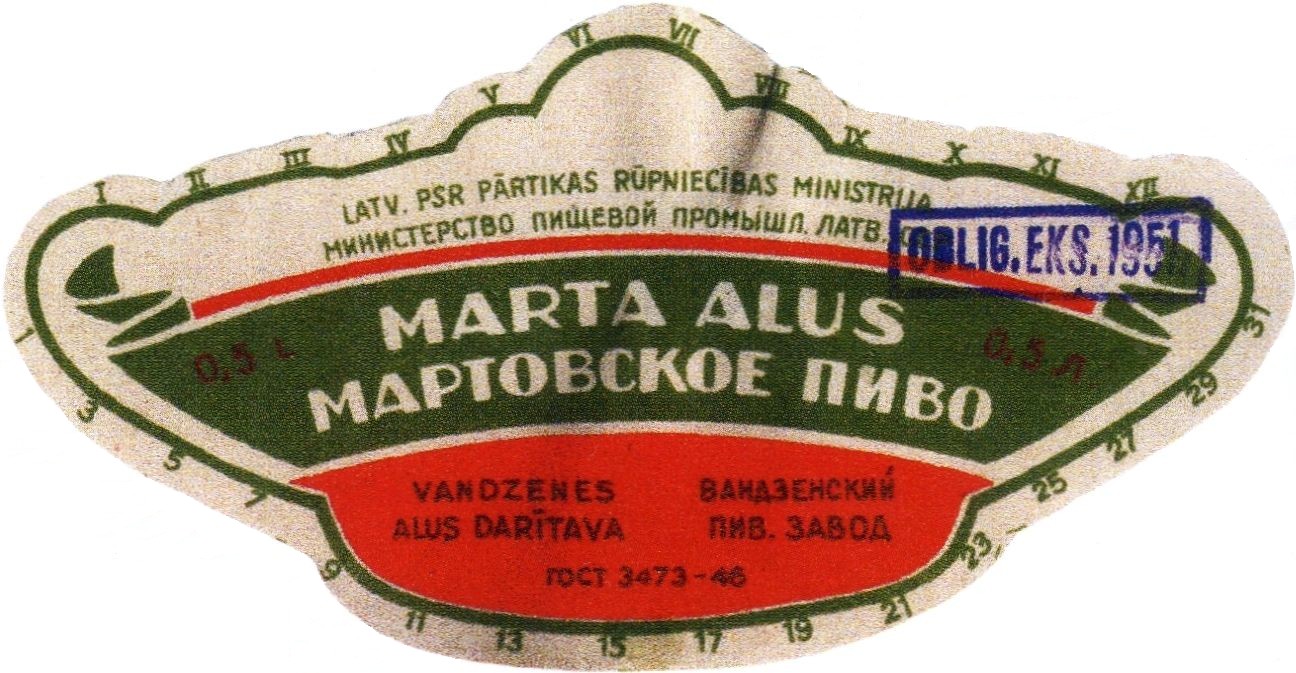 I II III IV V VI VII VIII IX X XI XII
LATV. PSR PĀRTIKAS RŪPNIECĪBAS MINISTRIJA
МИНИСТЕРСТВО ПИЩЕВОЙ ПРОМЫШЛ. ЛАТВ.
OBLIG. EKS. 1951.
MARTA ALUS
МАРТОВСКОЕ ПИВО
0,5 L
0,5 Л.
VANDZENES
ALUS DARĪTAVA
ВАНДЗЕНСКИЙ
ПИВ. ЗАВОД
ГОСТ 3473-46
1 3 5 7 9 11 13 15 17 19 21 23 25 27 29 31